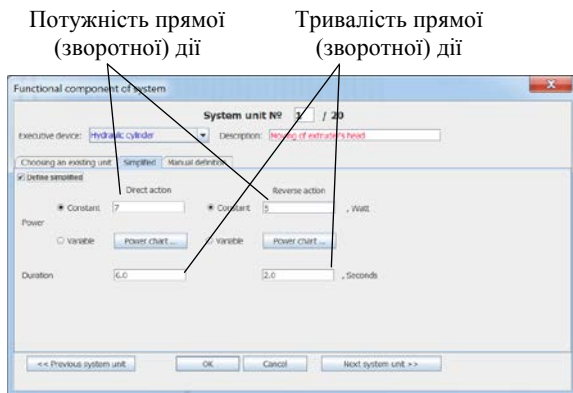 Потужність прямої (зворотної) дії
Тривалість прямої (зворотної) дії
Functional component of system
System unit № 1 / 20
Executive device: Hydraulic cylinder Description: Moving of extruder's head
Choosing an existing unit Simplified Manual definition
Define simplified
Direct action Reverse action
Constant 7 Constant 5 , Watt
Power
Variable Power chart ... Variable Power chart ...
Duration 6.0 2.0 , Seconds
<< Previous system unit OK Cancel Next system unit >>